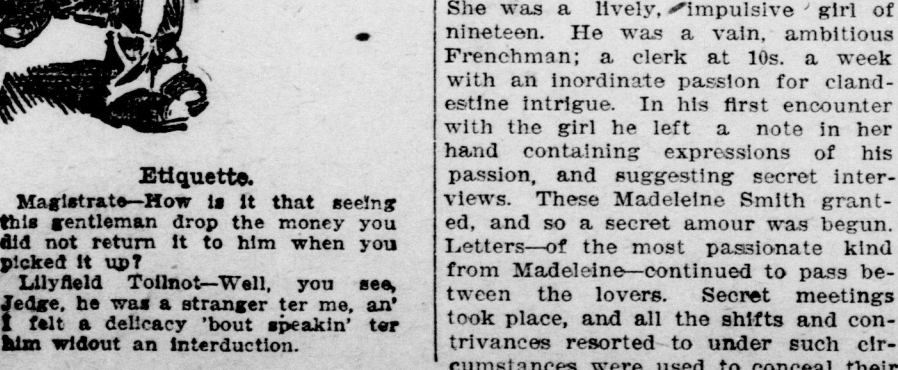 Etiquette.
Magistrate—How is it that seeing
this gentleman drop the money you
did not return it to him when you
picked it up?
Lilyfield Toilnot—Well, you see,
Jedge, he was a stranger ter me, an'
I felt a delicacy 'bout speakin' ter
him widout an interduction.
She was a lively, impulsive girl of
nineteen. He was a vain, ambitious
Frenchman; a clerk at 10s. a week
with an inordinate passion for cland-
estine intrigue. In his first encounter
with the girl he left a note in her
hand containing expressions of his
passion, and suggesting secret inter-
views. These Madeleine Smith grant-
ed, and so a secret amour was begun.
Letters—of the most passionate kind
from Madeleine—continued to pass be-
tween the lovers. Secret meetings
took place, and all the shifts and con-
trivances resorted to under such cir-
cumstances were used to conceal their